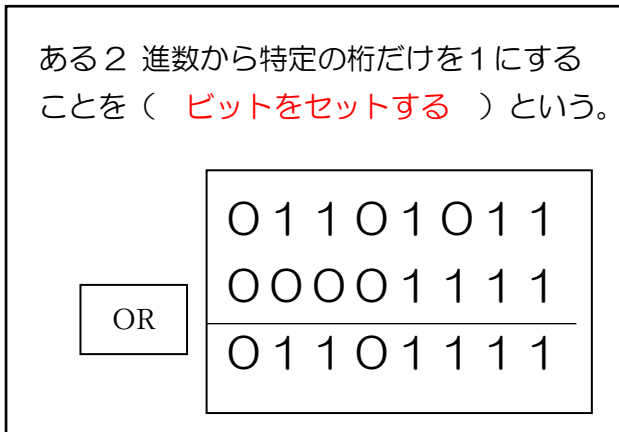 ある２ 進数から特定の桁だけを１にする
ことを（　ビットをセットする　）という。
０１１０１０１１
００００１１１１
OR
０１１０１１１１